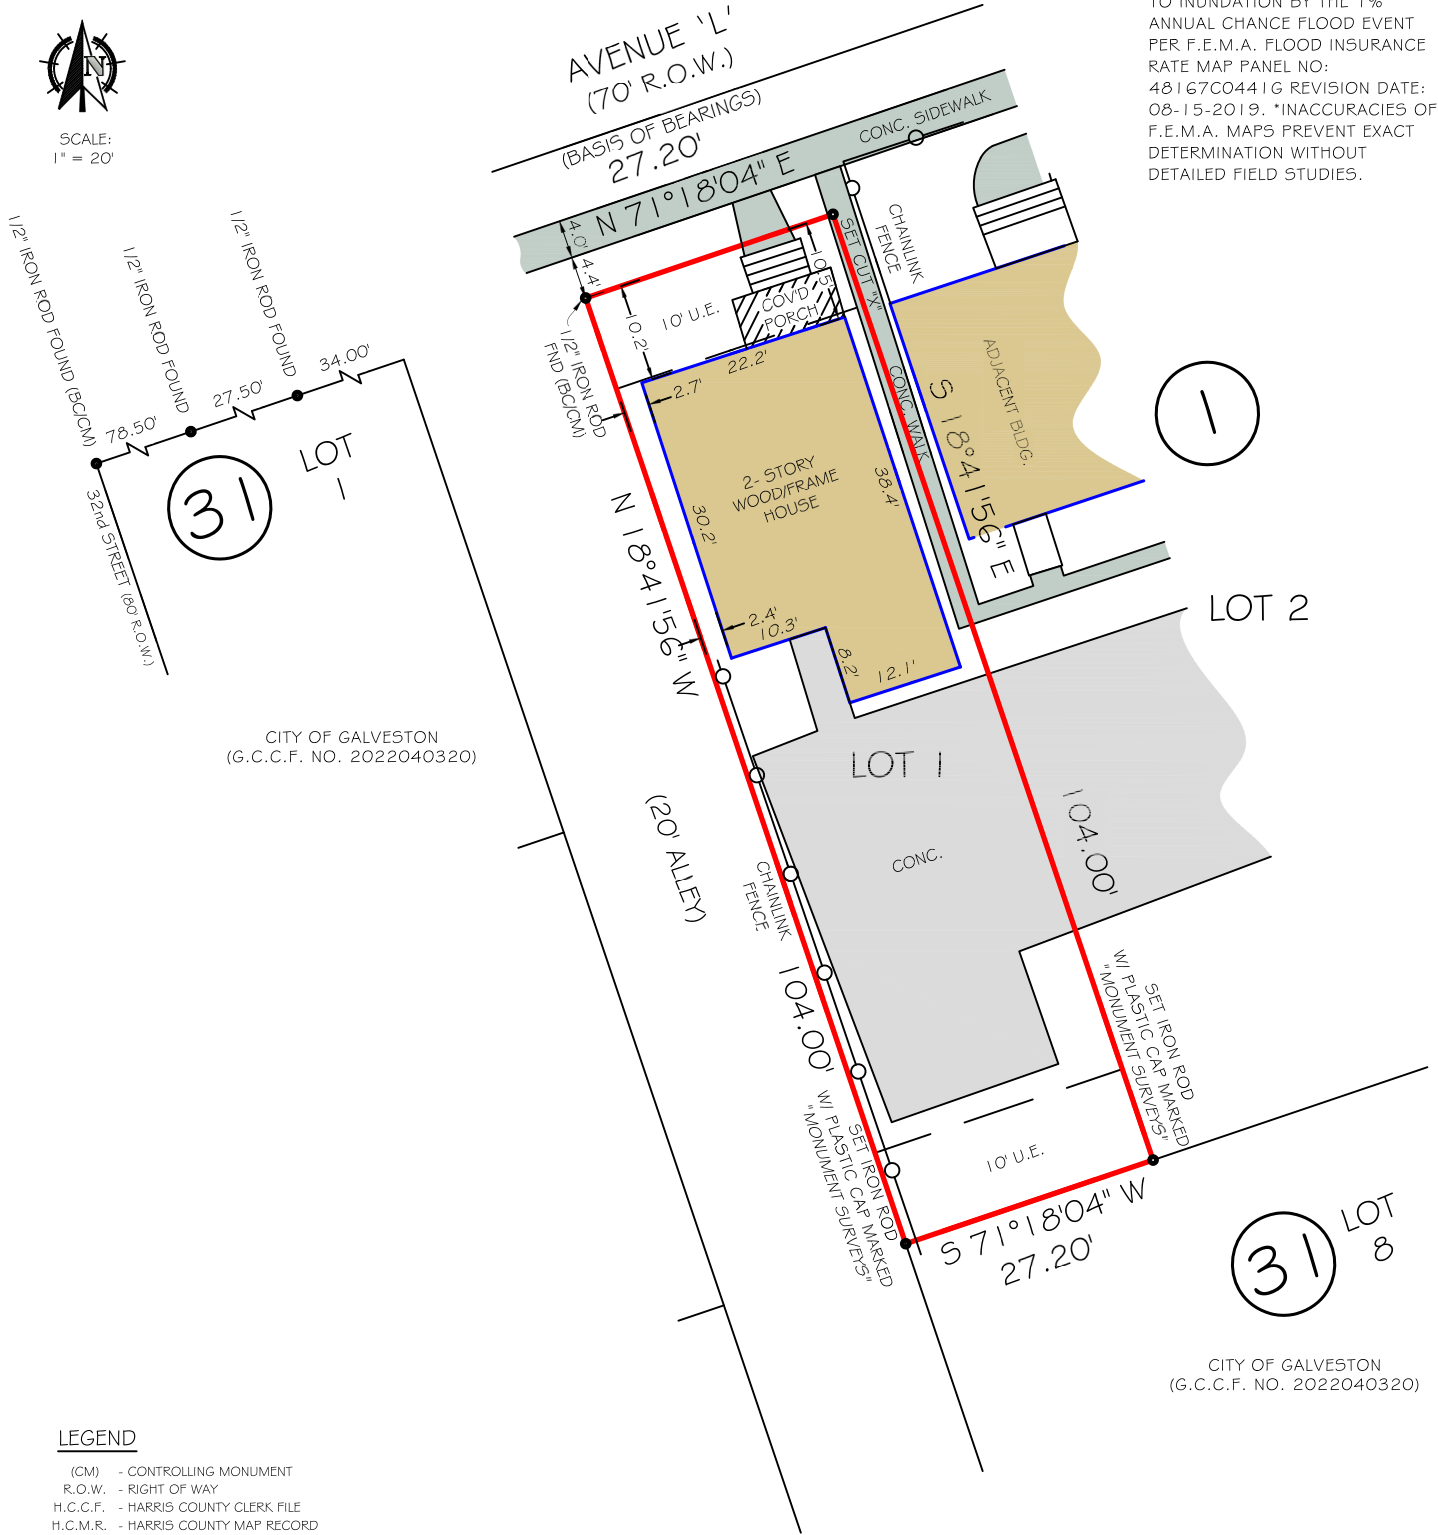 N
SCALE:
1" = 20'
TO INUNDATION BY THE 1%
ANNUAL CHANCE FLOOD EVENT
PER F.E.M.A. FLOOD INSURANCE
RATE MAP PANEL NO:
48167C0441G REVISION DATE:
08-15-2019. *INACCURACIES OF
F.E.M.A. MAPS PREVENT EXACT
DETERMINATION WITHOUT
DETAILED FIELD STUDIES.
AVENUE 'L'
(70' R.O.W.)
(BASIS OF BEARINGS)
27.20'
N 71°18'04" E
CONC. SIDEWALK
4.0'
4.4'
1/2" IRON ROD FOUND (BC/CM)
1/2" IRON ROD FOUND
1/2" IRON ROD FOUND
78.50'
27.50'
34.00'
32nd STREET (80' R.O.W.)
31
LOT
1
1/2" IRON ROD
FND (BC/CM)
10.2'
10' U.E.
COV'D
PORCH
10.5'
SET CUT "X"
CHAINLINK
FENCE
ADJACENT BLDG.
1
22.2'
2.7'
2- STORY
WOOD/FRAME
HOUSE
30.2'
38.4'
CONC. WALK
S 18°41'56" E
N 18°41'56" W
2.4'
10.3'
8.2'
12.1'
LOT 2
LOT 1
CITY OF GALVESTON
(G.C.C.F. NO. 2022040320)
(20' ALLEY)
CONC.
104.00'
CHAINLINK
FENCE
104.00'
SET IRON ROD
W/ PLASTIC CAP MARKED
"MONUMENT SURVEYS"
SET IRON ROD
W/ PLASTIC CAP MARKED
"MONUMENT SURVEYS"
10' U.E.
S 71°18'04" W
27.20'
31
LOT
8
CITY OF GALVESTON
(G.C.C.F. NO. 2022040320)
LEGEND
(CM) - CONTROLLING MONUMENT
R.O.W. - RIGHT OF WAY
H.C.C.F. - HARRIS COUNTY CLERK FILE
H.C.M.R. - HARRIS COUNTY MAP RECORD